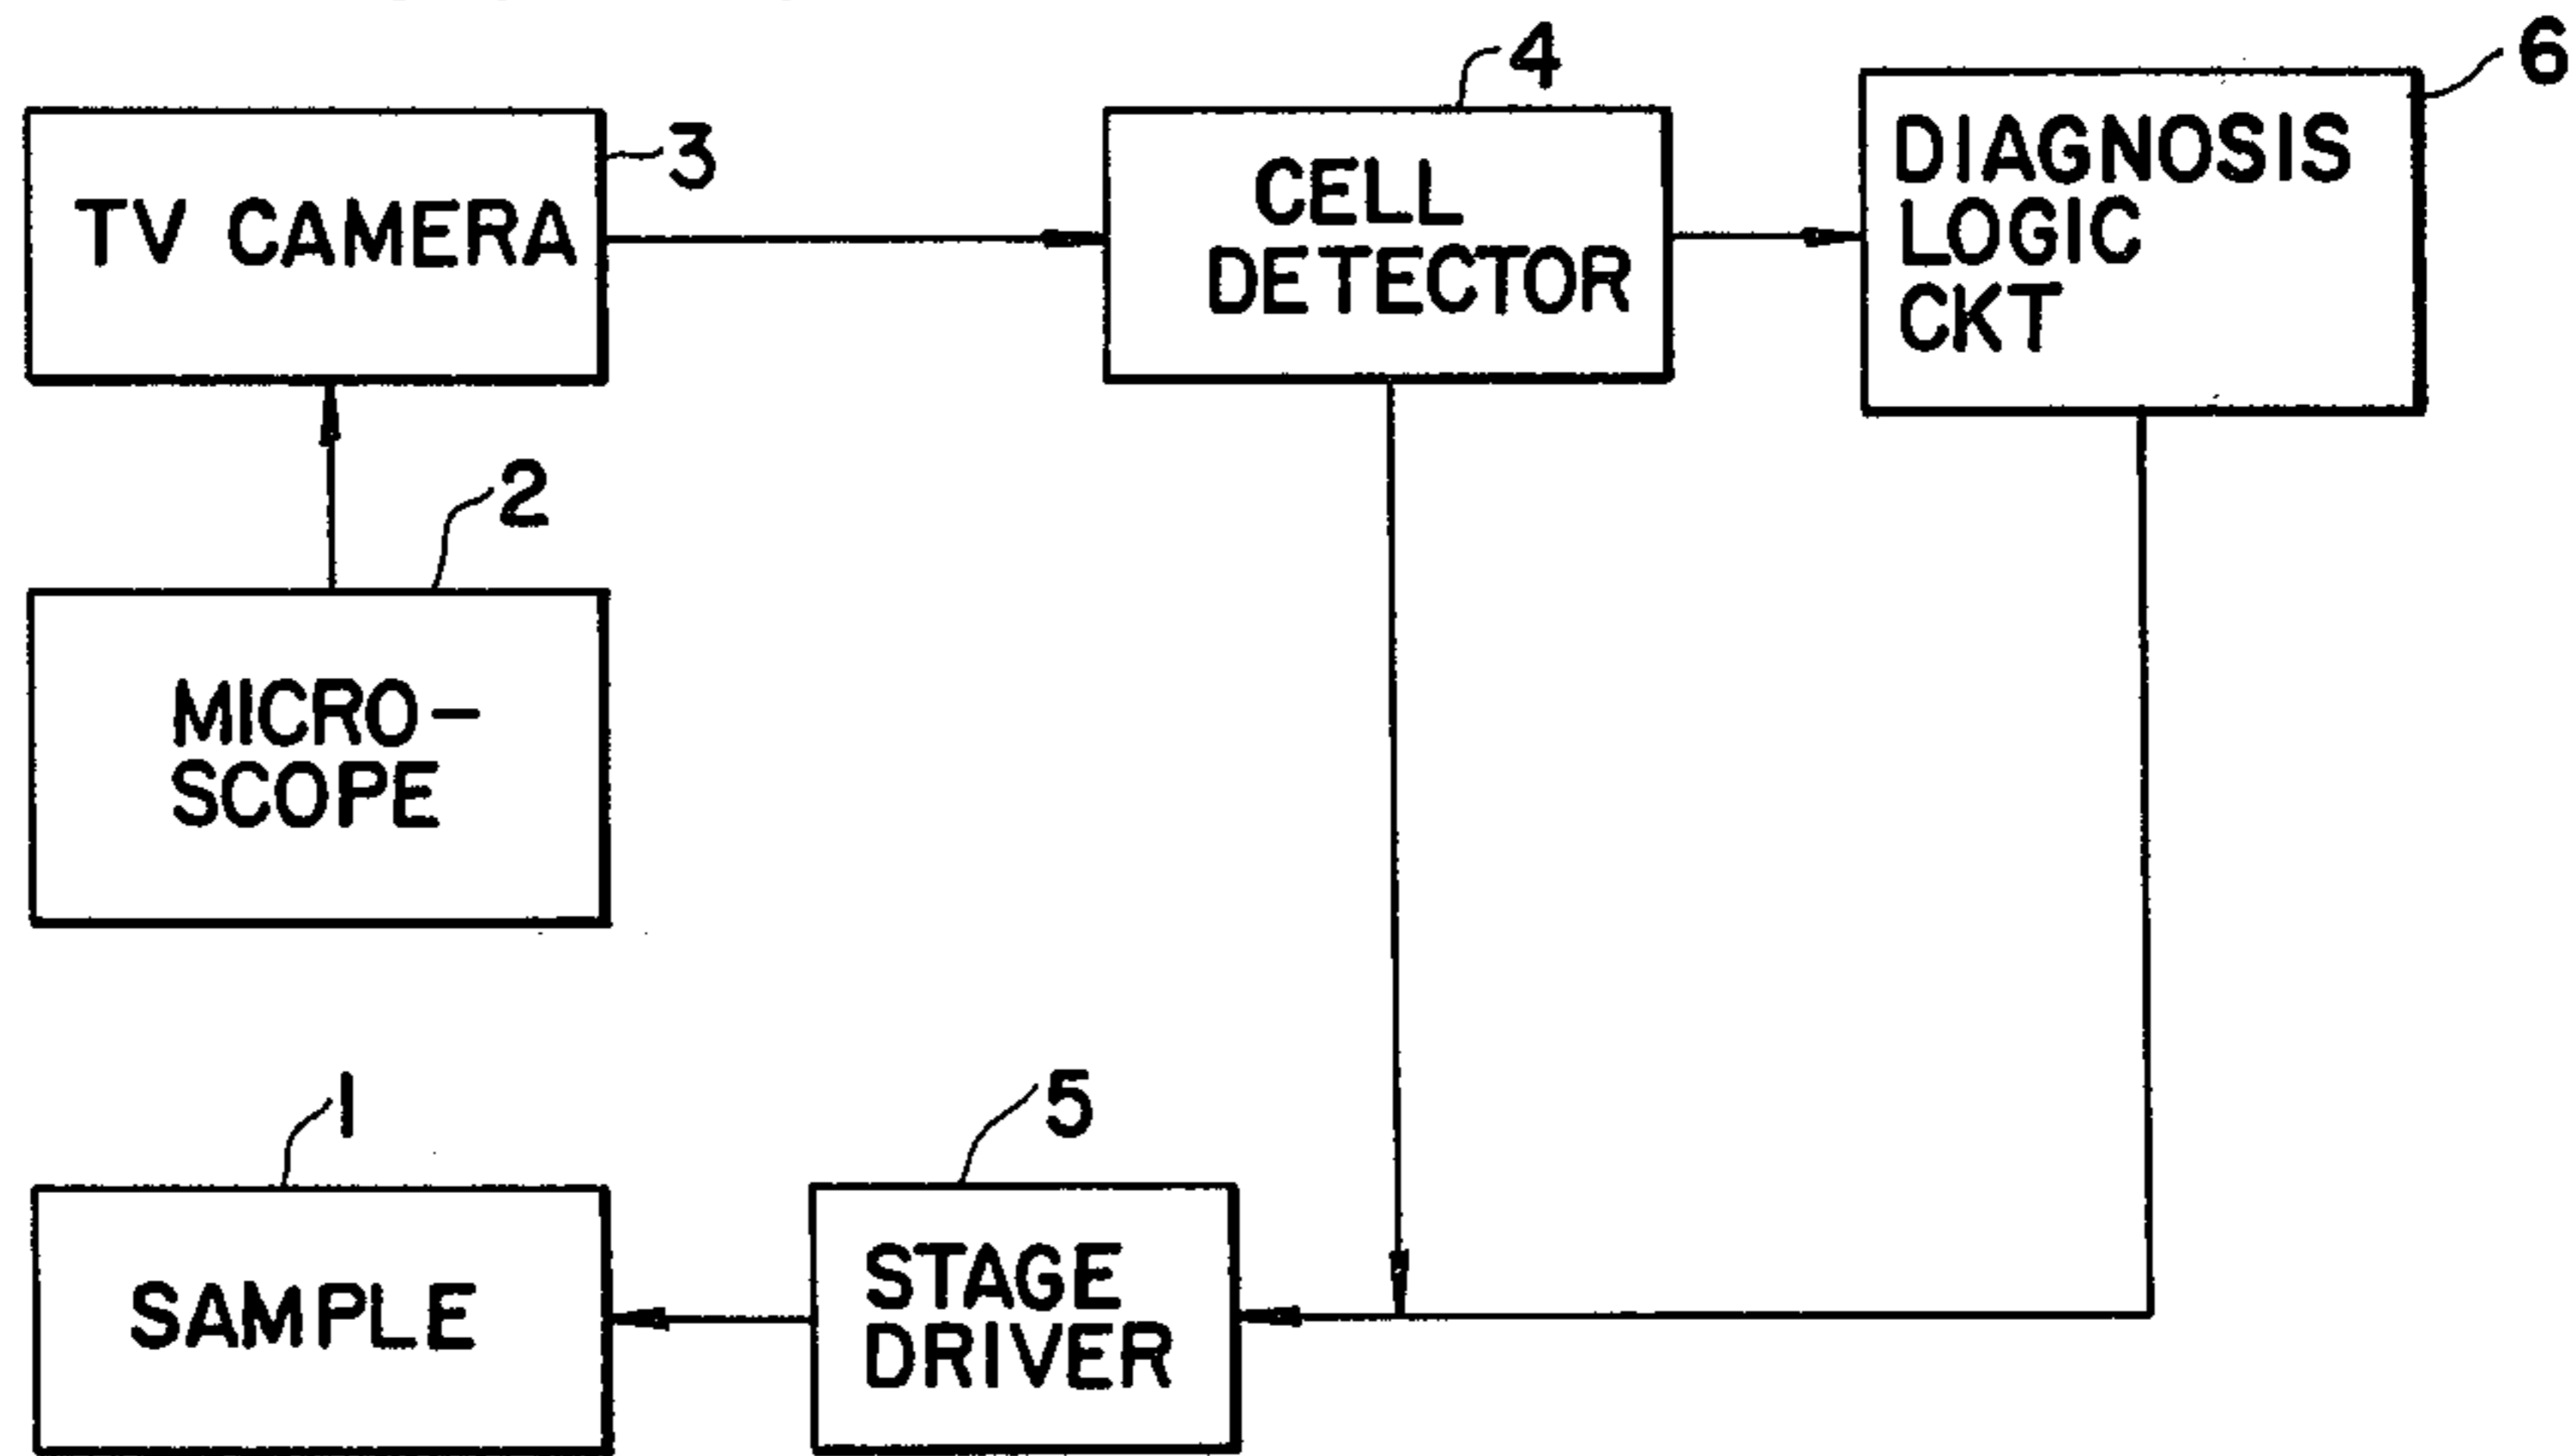 4
6
3
TV CAMERA
CELL
DETECTOR
DIAGNOSIS
LOGIC
CKT
2
MICRO-
SCOPE
1
5
SAMPLE
STAGE
DRIVER